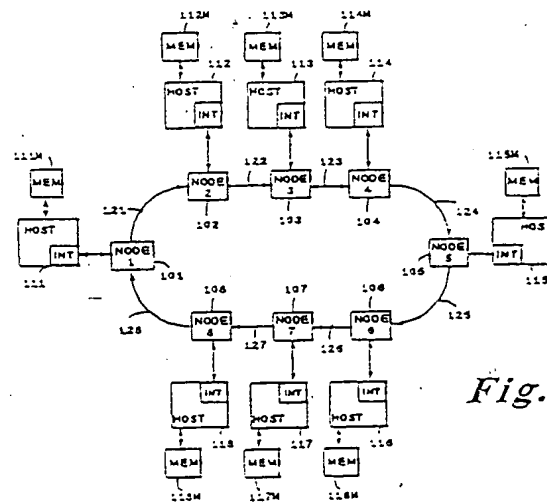 112M 113M 114M
MEM MEM MEM
112 113 114
HOST HOST HOST
INT INT INT
111M 115M
MEM MEM
122 123
NODE 2 NODE 3 NODE 4
121 102 103 104 124
HOST HOST
INT NODE 1 NODE 5 INT
111 101 105 115
108 107 106 125
128 NODE 8 NODE 7 NODE 6
127 126
INT INT INT
HOST HOST HOST
118 117 116
Fig.
MEM MEM MEM
117M